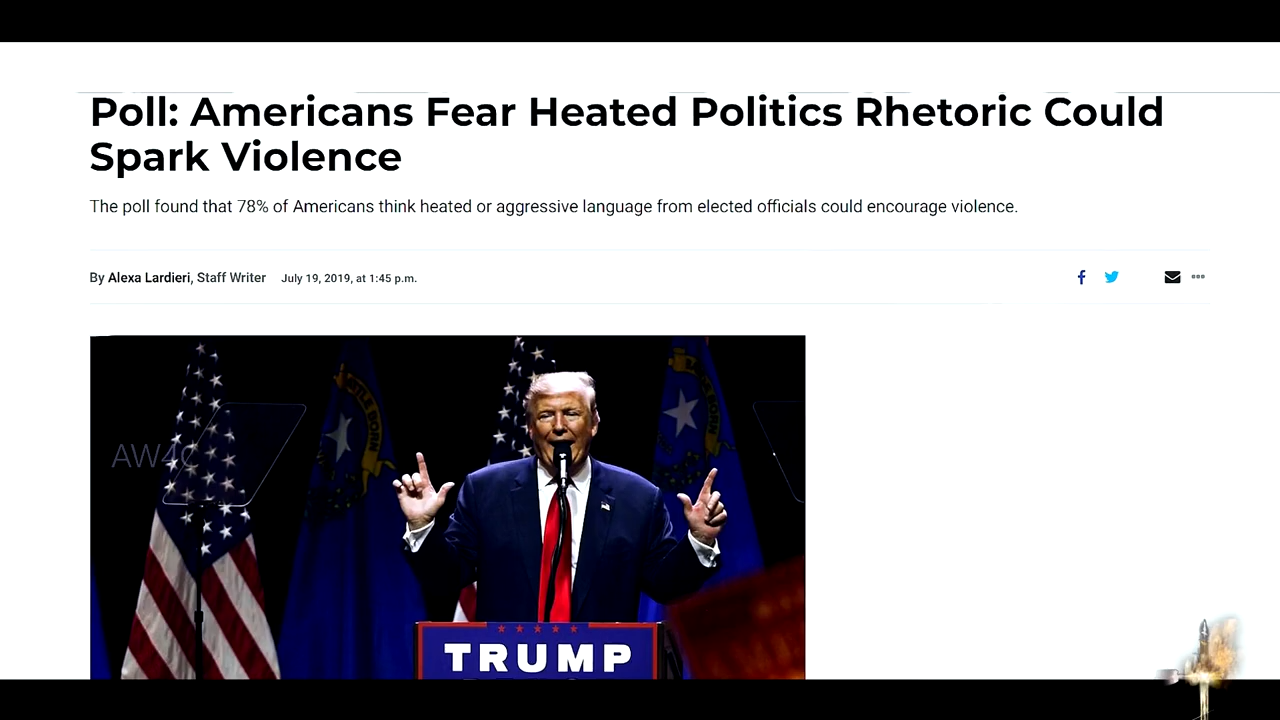 Poll: Americans Fear Heated Politics Rhetoric Could
Spark Violence
The poll found that 78% of Americans think heated or aggressive language from elected officials could encourage violence.
By Alexa Lardieri, Staff Writer July 19, 2019, at 1:45 p.m.
TRUMP